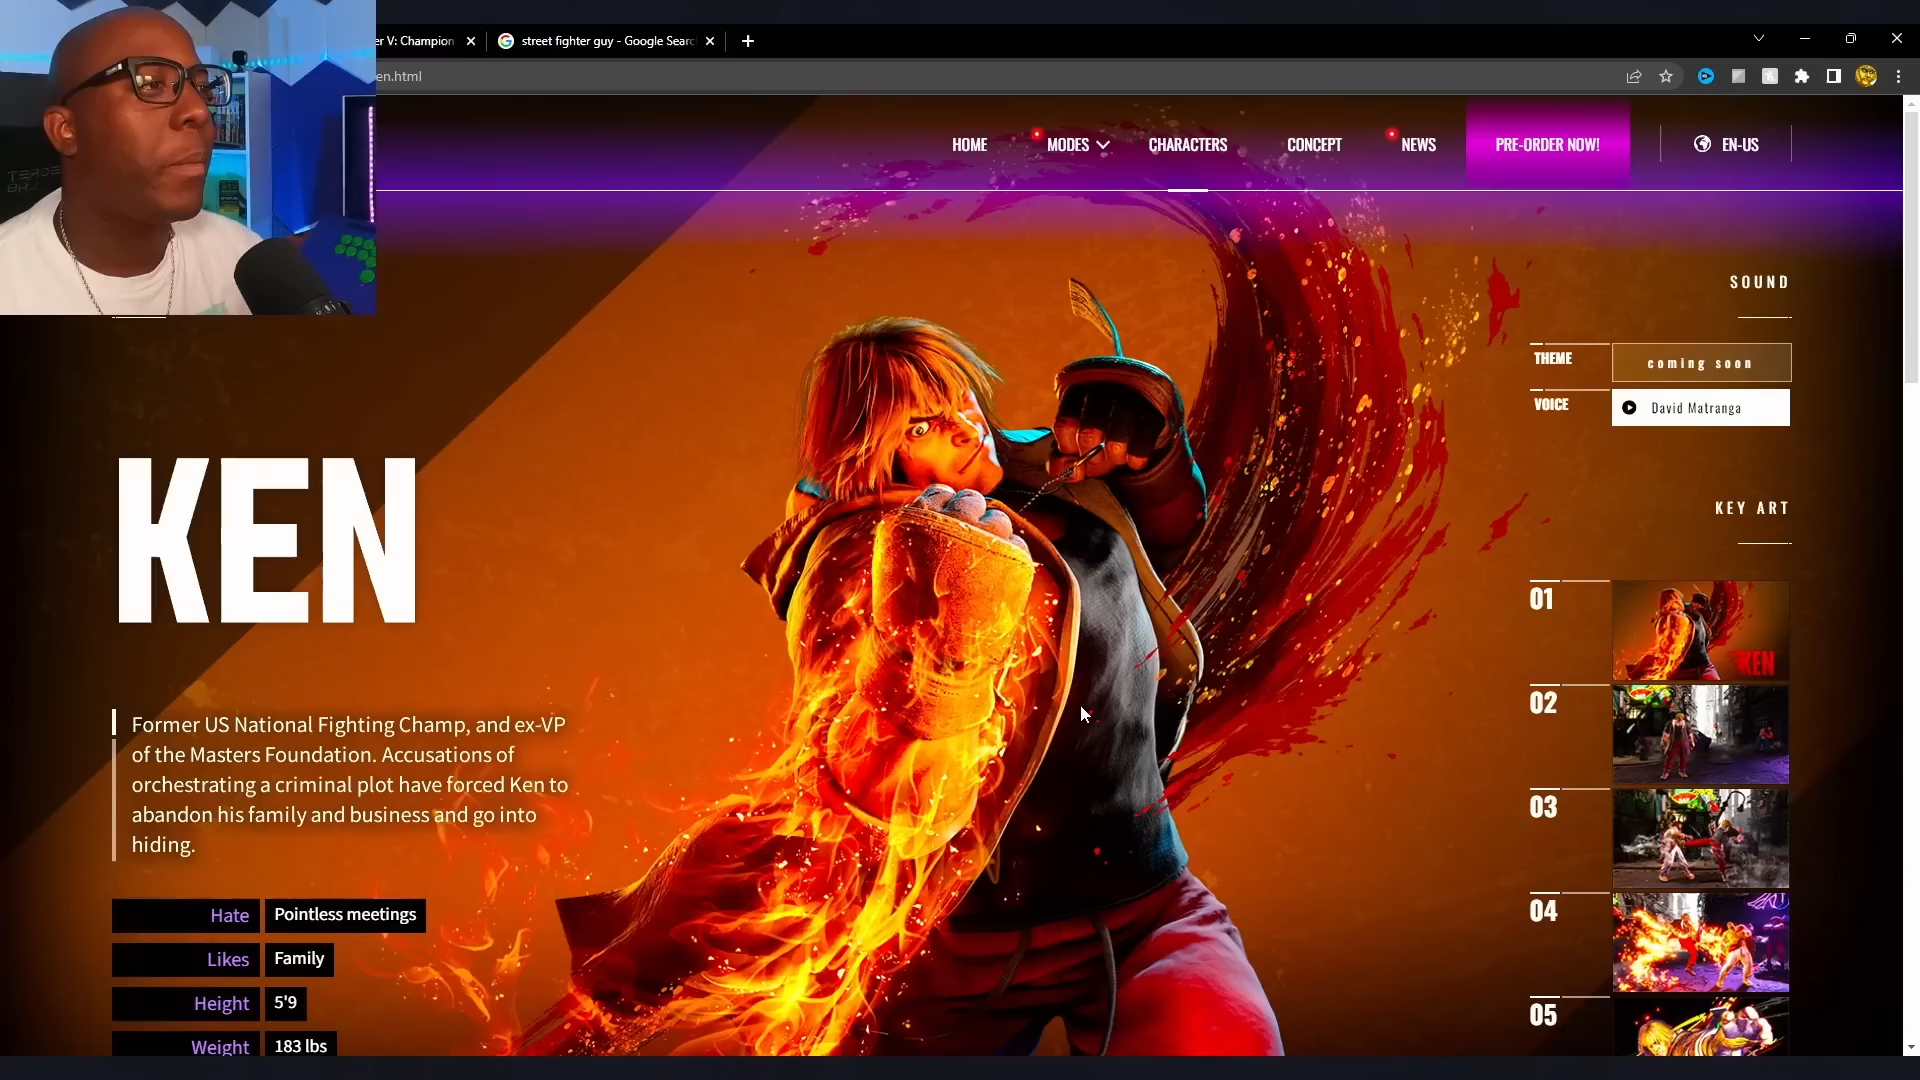 er V: Champion
street fighter guy - Google Searc
en.html
HOME
MODES
CHARACTERS
CONCEPT
NEWS
PRE-ORDER NOW!
EN-US
SOUND
THEME
coming soon
VOICE
David Matranga
KEY ART
KEN
01
KEN
02
03
04
05
Former US National Fighting Champ, and ex-VP
of the Masters Foundation. Accusations of
orchestrating a criminal plot have forced Ken to
abandon his family and business and go into
hiding.
Hate Pointless meetings
Likes Family
Height 5'9
Weight 183 lbs